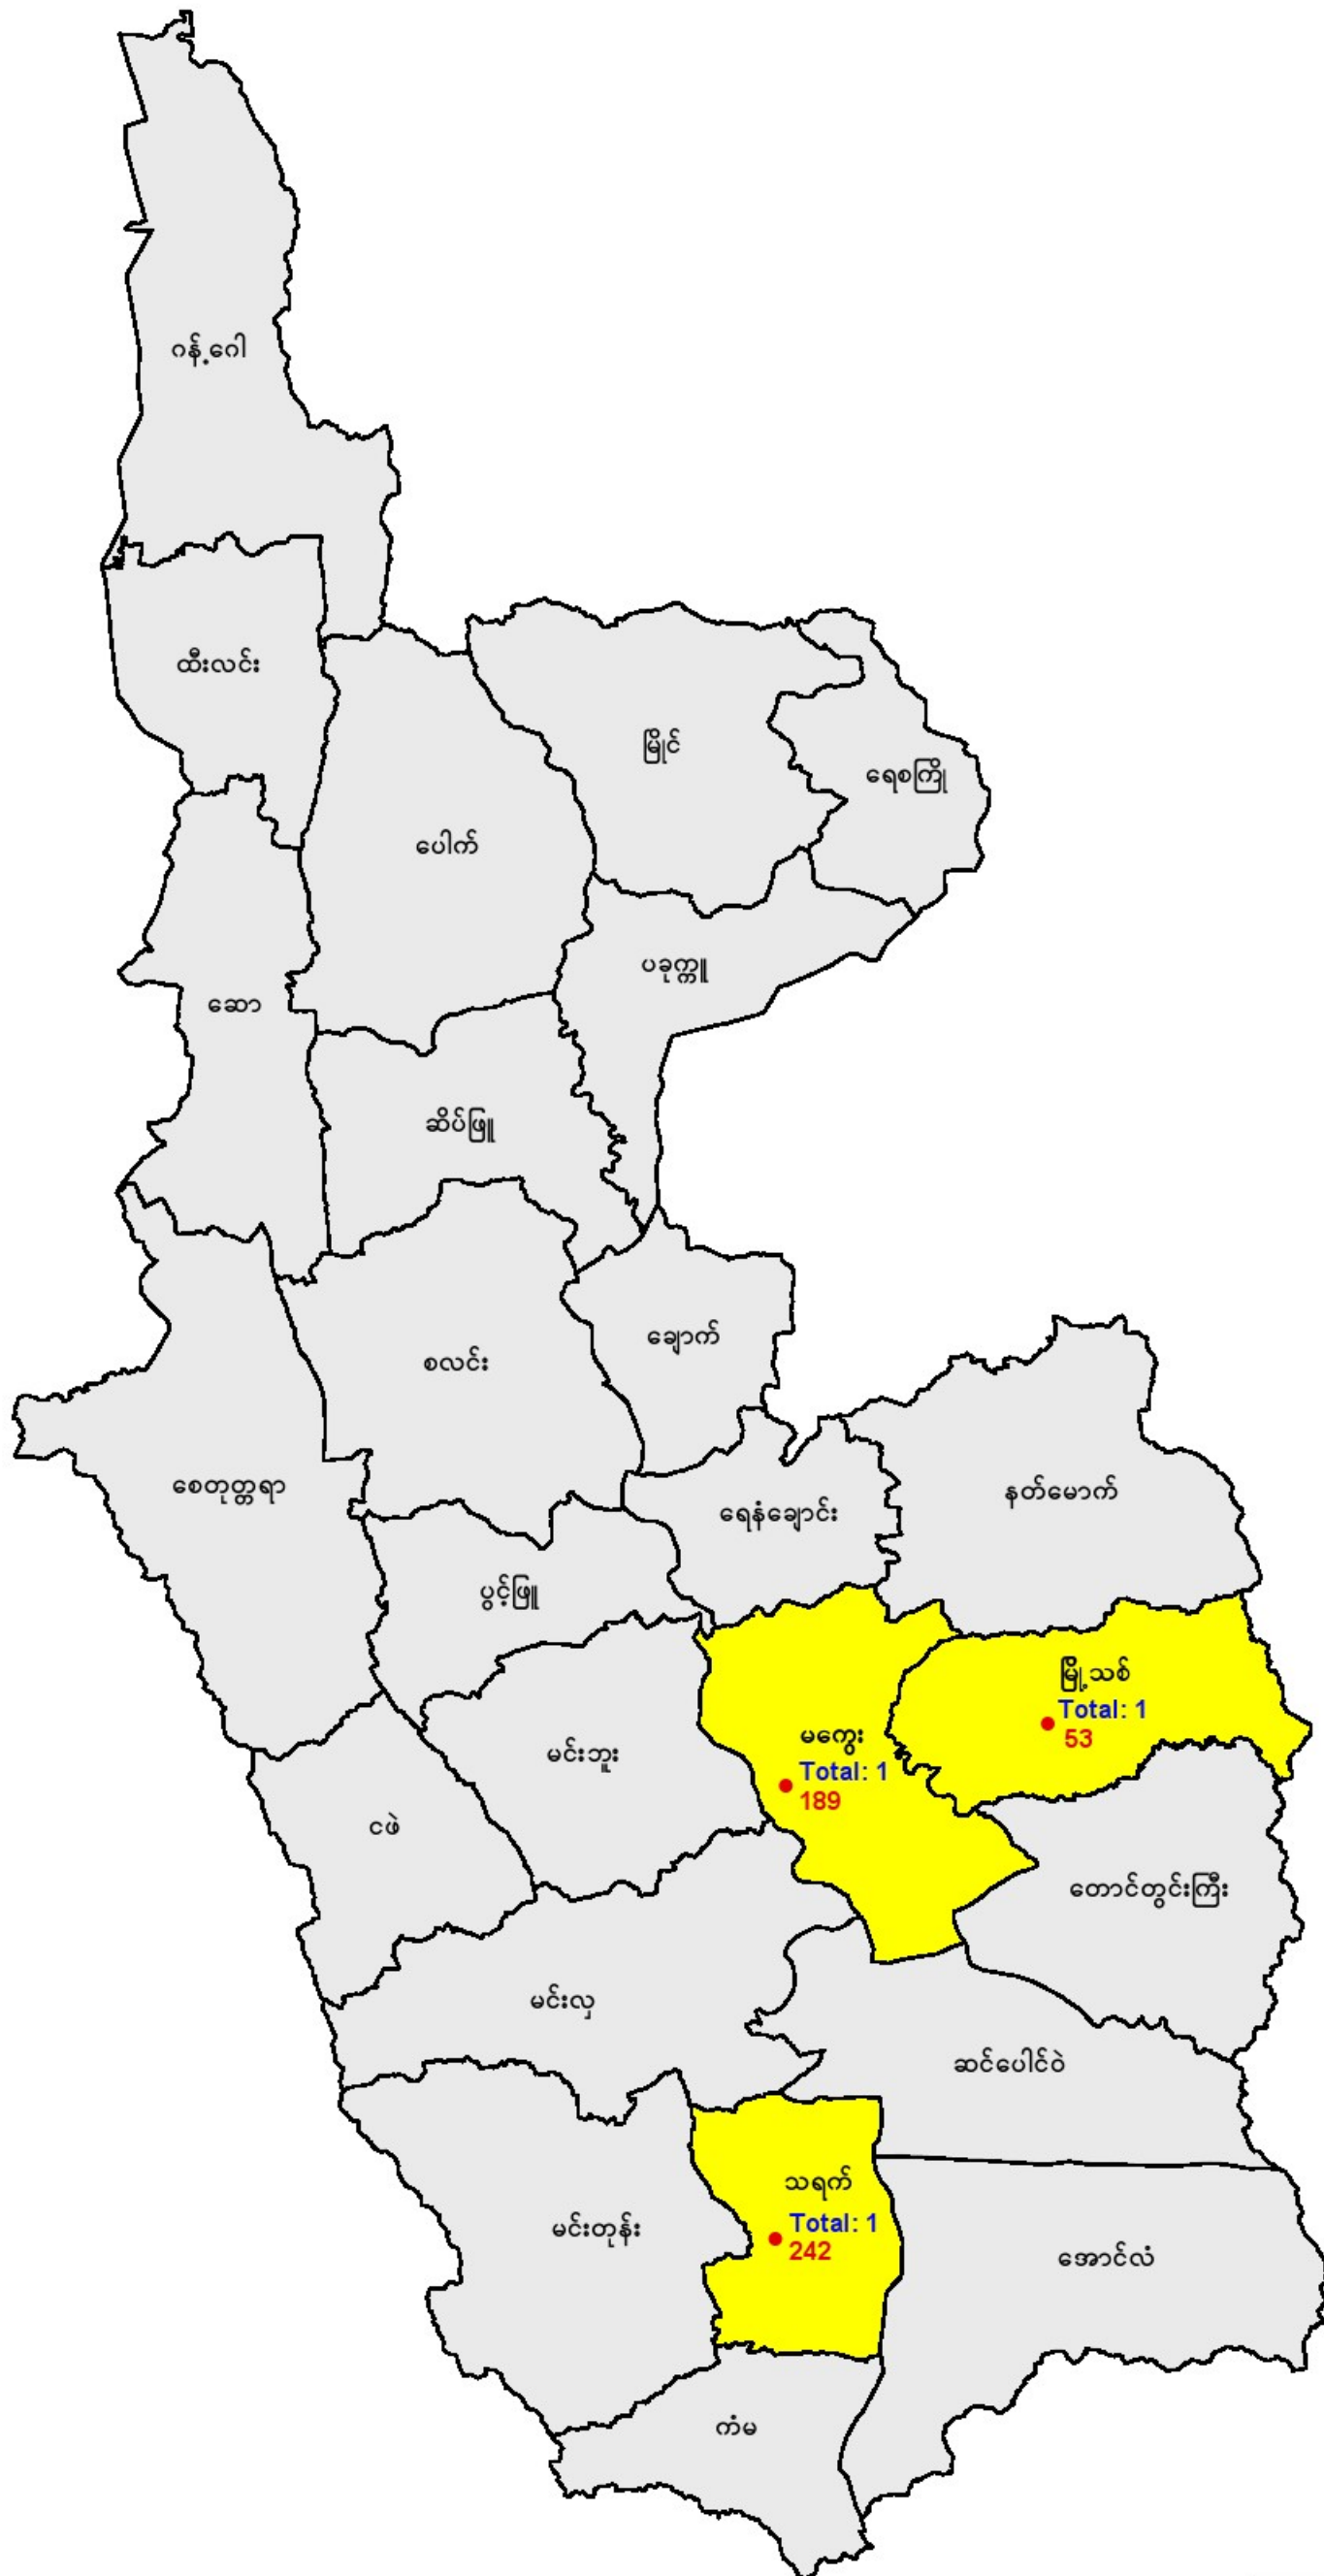 ဂန့်ဂေါ
ထီးလင်း
မြိုင်
ရေစကြို
ပေါက်
ပခုက္ကူ
ဆော
ဆိပ်ဖြူ
ချောက်
စလင်း
စေတုတ္တရာ
နတ်မောက်
ရေနံချောင်း
ပွင့်ဖြူ
မြို့သစ်
Total: 1
53
မကွေး
Total: 1
189
မင်းဘူး
ငဖဲ
တောင်တွင်းကြီး
မင်းလှ
ဆင်ပေါင်ဝဲ
သရက်
Total: 1
242
မင်းတုန်း
အောင်လံ
ကံမ